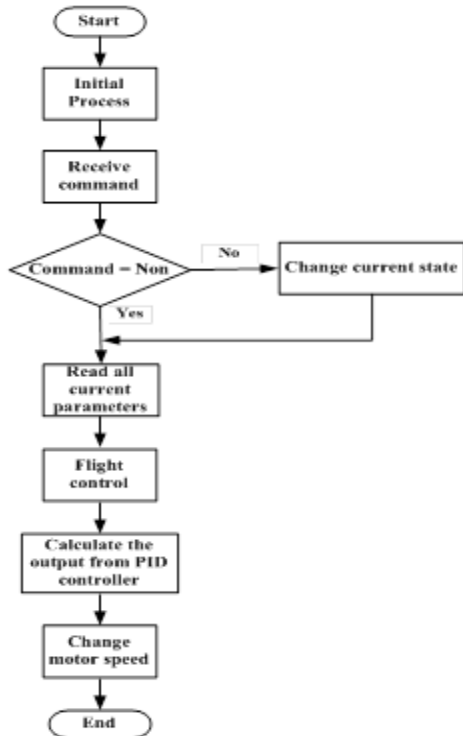 Start
Initial
Process
Receive
command
Command = Non
No
Change current state
Yes
Read all
current
parameters
Flight
control
Calculate the
output from PID
controller
Change
motor speed
End